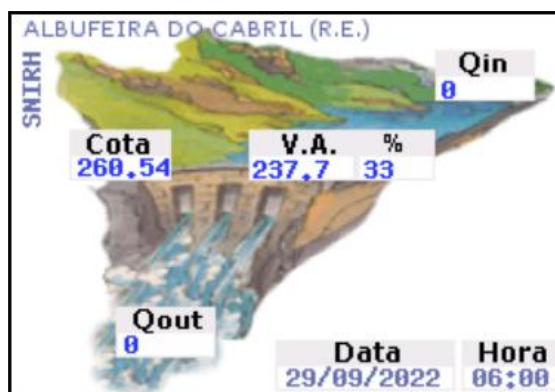 ALBUFEIRA DO CABRIL (R.E.)
SNIRH
Qin
0
Cota
260.54
V.A. %
237.7 33
Qout
0
Data Hora
29/09/2022 06:00